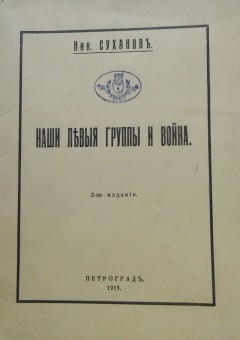 Ник. СУХАНОВЪ.
НАШИ ЛѢВЫЯ ГРУППЫ И ВОЙНА.
2-ое изданіе.
ПЕТРОГРАДЪ.
1915.